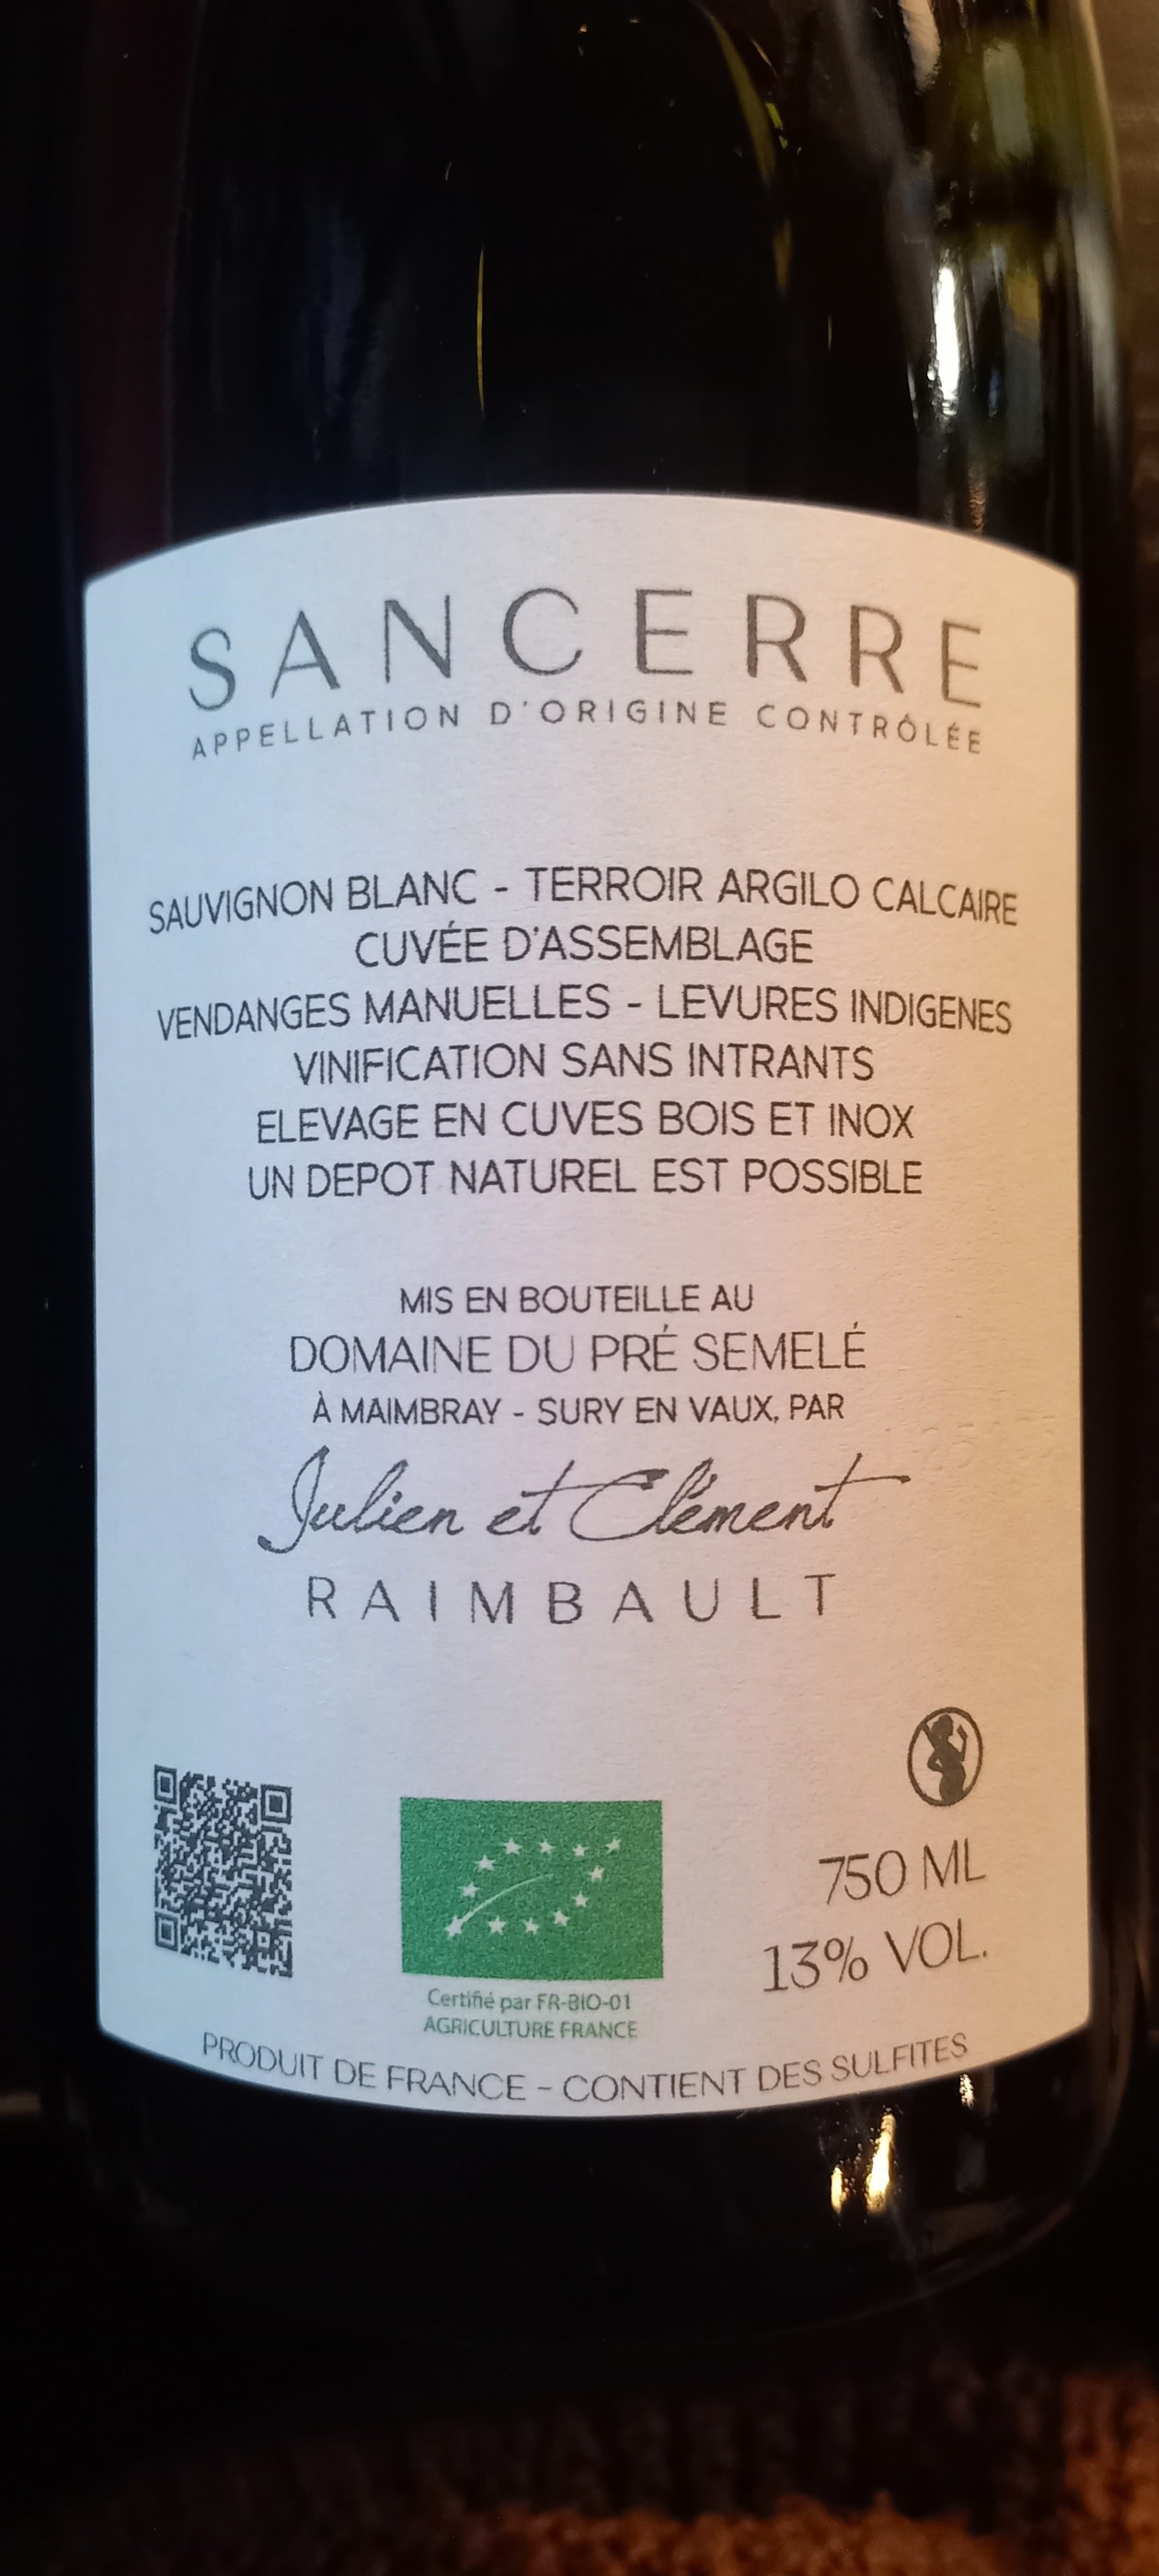 SANCERRE
APPELLATION D'ORIGINE CONTRÔLÉE
SAUVIGNON BLANC - TERROIR ARGILO CALCAIRE
CUVÉE D'ASSEMBLAGE
VENDANGES MANUELLES - LEVURES INDIGENES
VINIFICATION SANS INTRANTS
ELEVAGE EN CUVES BOIS ET INOX
UN DEPOT NATUREL EST POSSIBLE
MIS EN BOUTEILLE AU
DOMAINE DU PRÉ SEMELÉ
À MAIMBRAY - SURY EN VAUX, PAR
Julien et Clément
RAIMBAULT
750 ML
13% VOL.
Certifié par FR-BIO-01
AGRICULTURE FRANCE
PRODUIT DE FRANCE - CONTIENT DES SULFITES